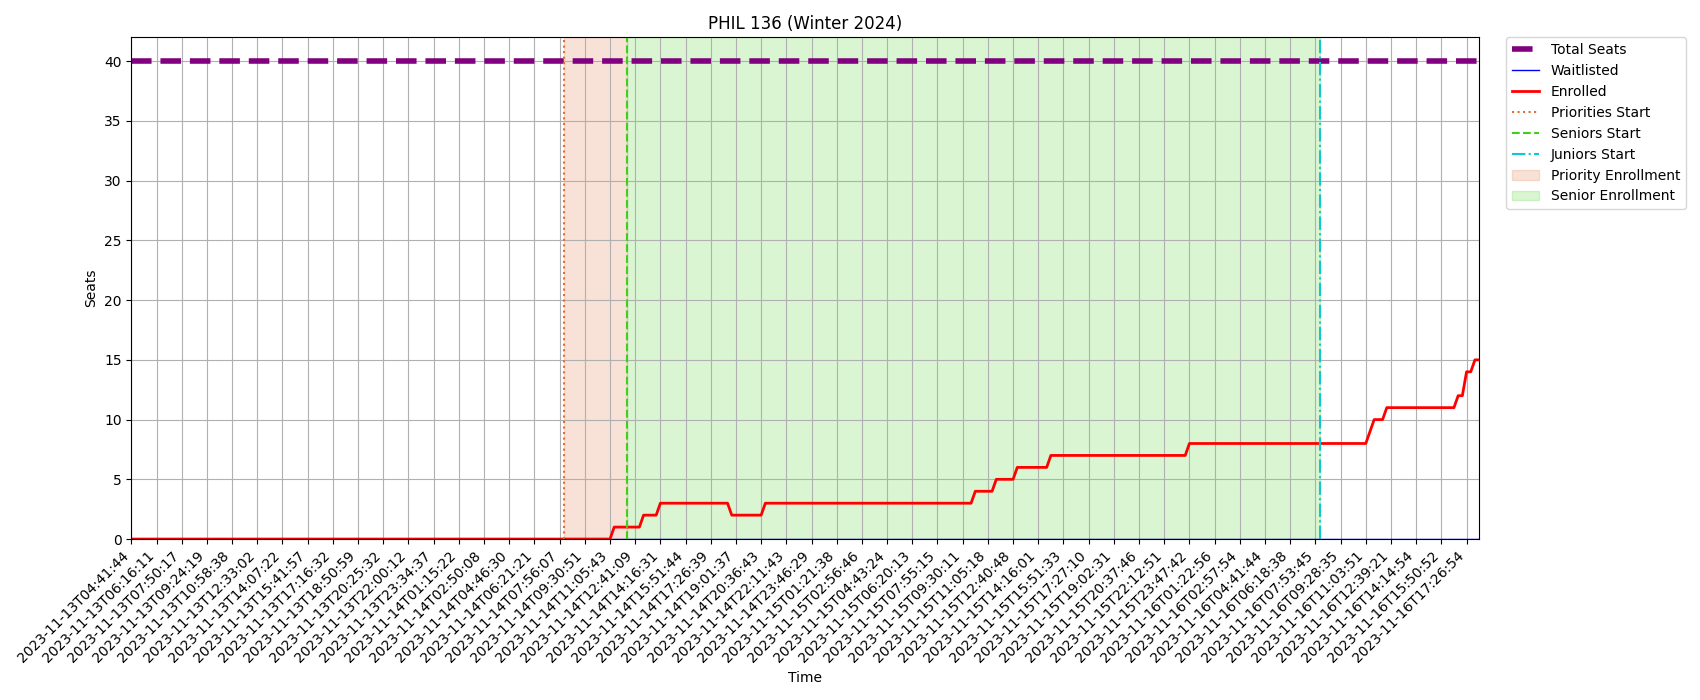 PHIL 136 (Winter 2024)
Total Seats
Waitlisted
Enrolled
Priorities Start
Seniors Start
Juniors Start
Priority Enrollment
Senior Enrollment
Seats
40
35
30
25
20
15
10
5
0
2023-11-13T04:41:44
2023-11-13T06:16:11
2023-11-13T07:50:17
2023-11-13T09:24:19
2023-11-13T10:58:38
2023-11-13T12:33:02
2023-11-13T14:07:22
2023-11-13T15:41:57
2023-11-13T17:16:32
2023-11-13T18:50:59
2023-11-13T20:25:32
2023-11-13T22:00:12
2023-11-13T23:34:37
2023-11-14T01:15:22
2023-11-14T02:50:08
2023-11-14T04:46:30
2023-11-14T06:21:21
2023-11-14T07:56:07
2023-11-14T09:30:51
2023-11-14T11:05:43
2023-11-14T12:41:09
2023-11-14T14:16:31
2023-11-14T15:51:44
2023-11-14T17:26:39
2023-11-14T19:01:37
2023-11-14T20:36:43
2023-11-14T22:11:43
2023-11-14T23:46:29
2023-11-15T01:21:38
2023-11-15T02:56:46
2023-11-15T04:43:24
2023-11-15T06:20:13
2023-11-15T07:55:15
2023-11-15T09:30:11
2023-11-15T11:05:18
2023-11-15T12:40:48
2023-11-15T14:16:01
2023-11-15T15:51:33
2023-11-15T17:27:10
2023-11-15T19:02:31
2023-11-15T20:37:46
2023-11-15T22:12:51
2023-11-15T23:47:42
2023-11-16T01:22:56
2023-11-16T02:57:54
2023-11-16T04:41:44
2023-11-16T06:18:38
2023-11-16T07:53:45
2023-11-16T09:28:35
2023-11-16T11:03:51
2023-11-16T12:39:21
2023-11-16T14:14:54
2023-11-16T15:50:52
2023-11-16T17:26:54
Time